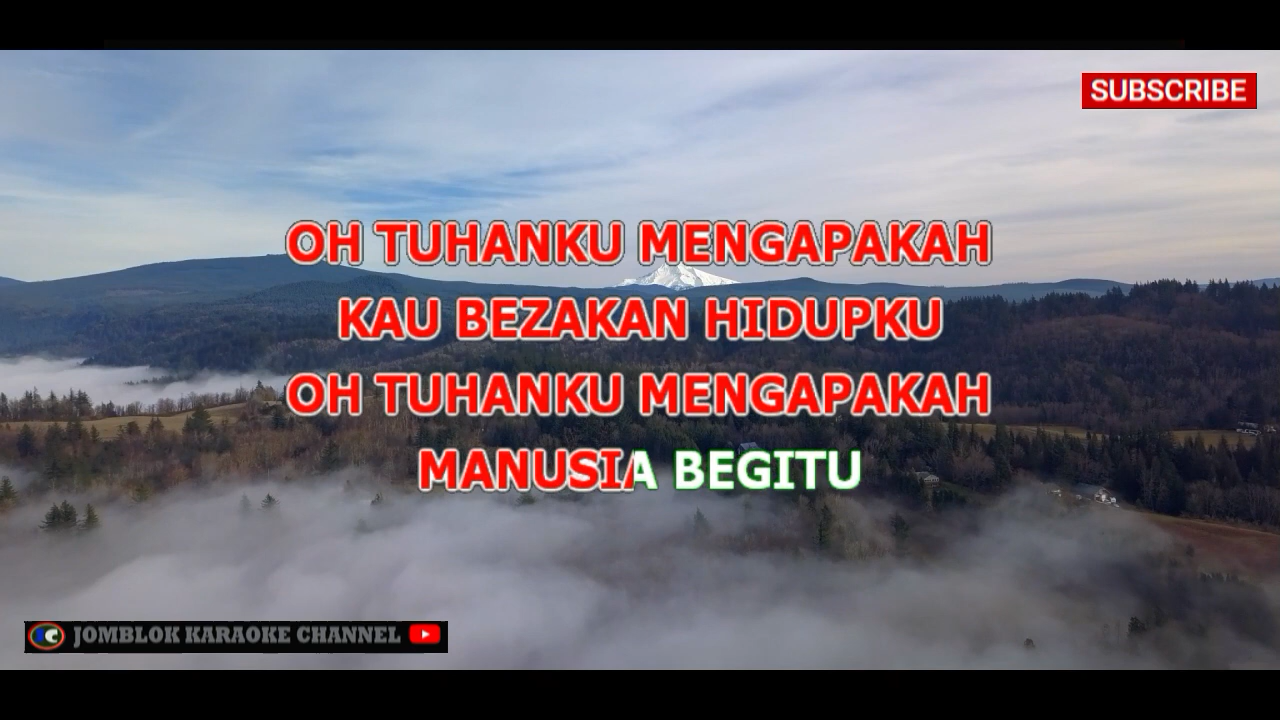 SUBSCRIBE
OH TUHANKU MENGAPAKAH
KAU BEZAKAN HIDUPKU
OH TUHANKU MENGAPAKAH
MANUSIA BEGITU
JOMBLOK KARAOKE CHANNEL